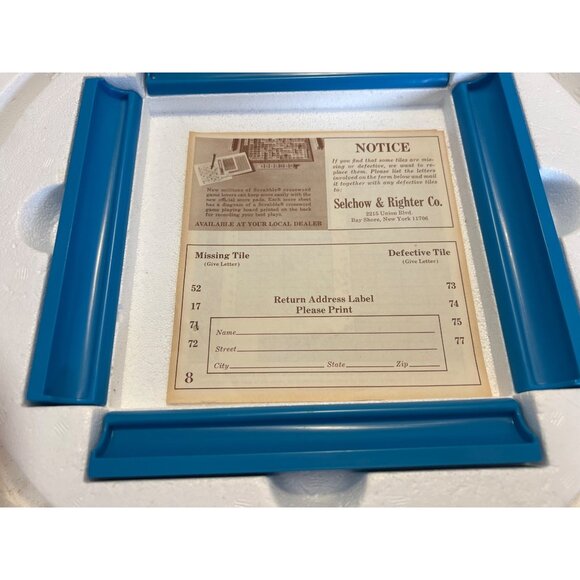 New millions of Scrabble® crossword
game lovers can keep score easily with the
new official score pads. Each score sheet
has a diagram of a Scrabble® crossword
game playing board printed on the back
for recording your best plays.
AVAILABLE AT YOUR LOCAL DEALER
NOTICE
If you find that some tiles are mis-
sing or defective, we want to re-
place them. Please list the letters
involved on the form below and mail
it together with any defective tiles
to:
Selchow & Righter Co.
2215 Union Blvd.
Bay Shore, New York 11706
Missing Tile
(Give Letter)
Defective Tile
(Give Letter)
52
17
71
72
73
74
75
77
Return Address Label
Please Print
Name
Street
City State Zip
8